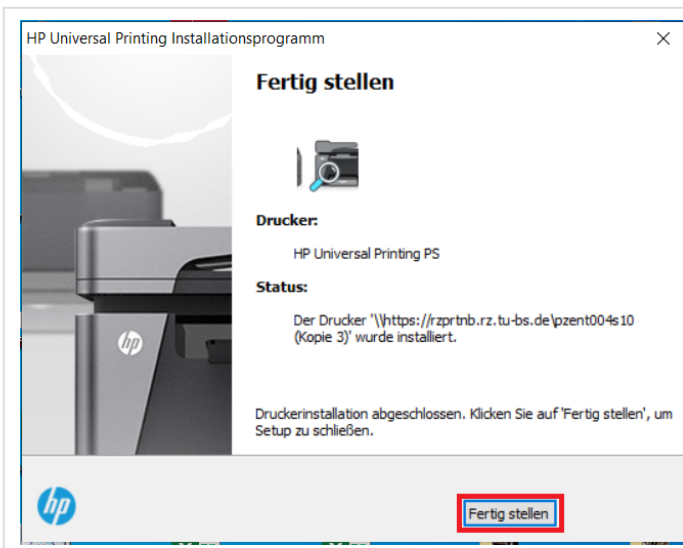 HP Universal Printing Installationsprogramm
Fertig stellen
Drucker:
HP Universal Printing PS
Status:
Der Drucker '\\https://rzprtnb.rz.tu-bs.de\pzent004s10
(Kopie 3)' wurde installiert.
Druckerinstallation abgeschlossen. Klicken Sie auf 'Fertig stellen', um
Setup zu schließen.
hp
hp
Fertig stellen